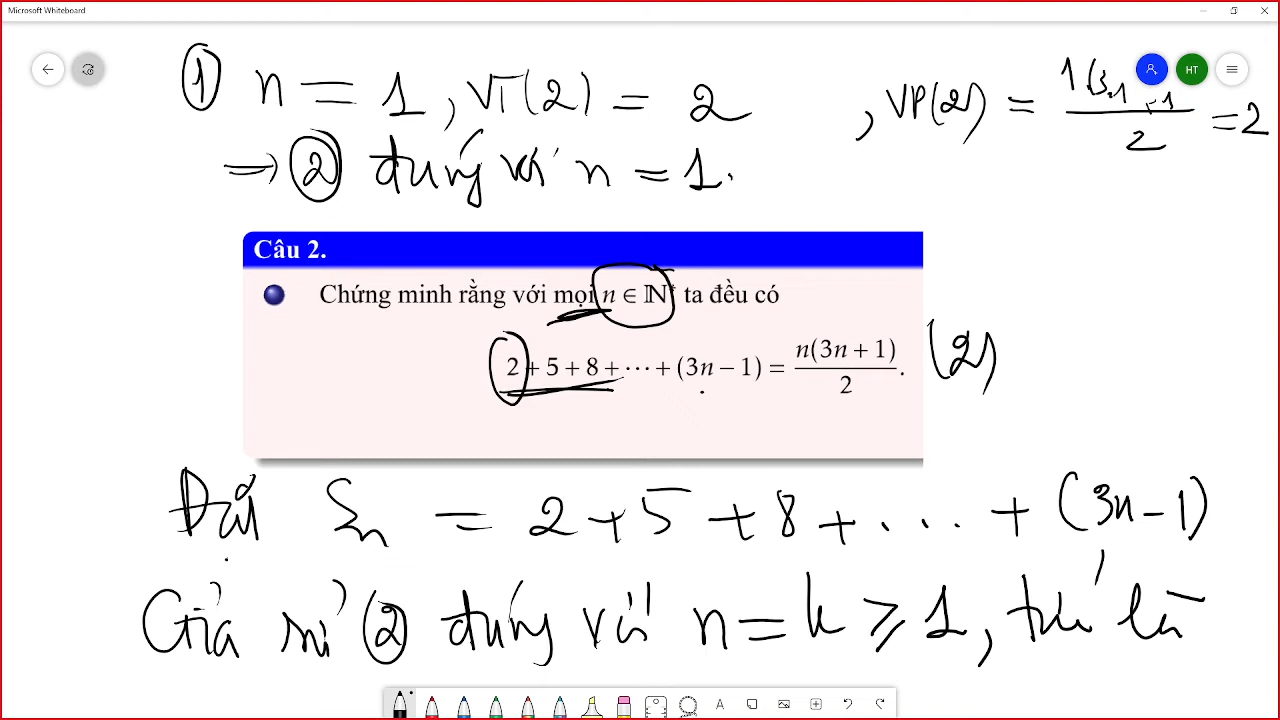 Microsoft Whiteboard
HT
① n = 1, VT(2) = 2 , VP(2) = 1(3.1+1)/2 = 2
⇒ ② đúng với n = 1.
Câu 2.
Chứng minh rằng với mọi n ∈ ℕ* ta đều có
2 + 5 + 8 + ⋯ + (3n − 1) = n(3n + 1)/2. (2)
Đặt Sn = 2 + 5 + 8 + ... + (3n − 1)
Giả sử ② đúng với n = k ≥ 1, tức là
A